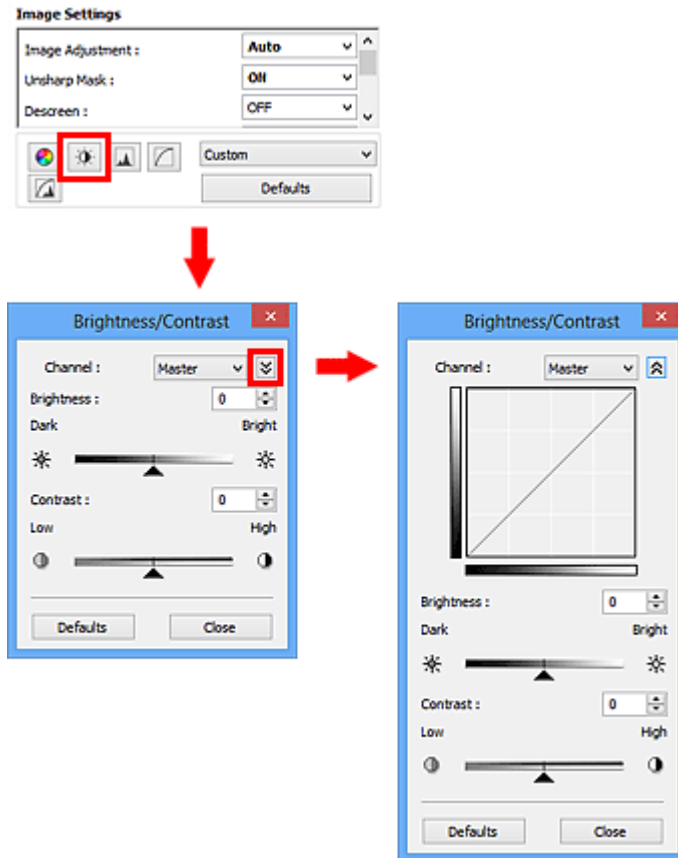 Image Settings
Image Adjustment : Auto
Unsharp Mask : ON
Descreen : OFF
Custom
Defaults
Brightness/Contrast
Channel : Master
Brightness : 0
Dark Bright
Contrast : 0
Low High
Defaults Close
Brightness/Contrast
Channel : Master
Brightness : 0
Dark Bright
Contrast : 0
Low High
Defaults Close